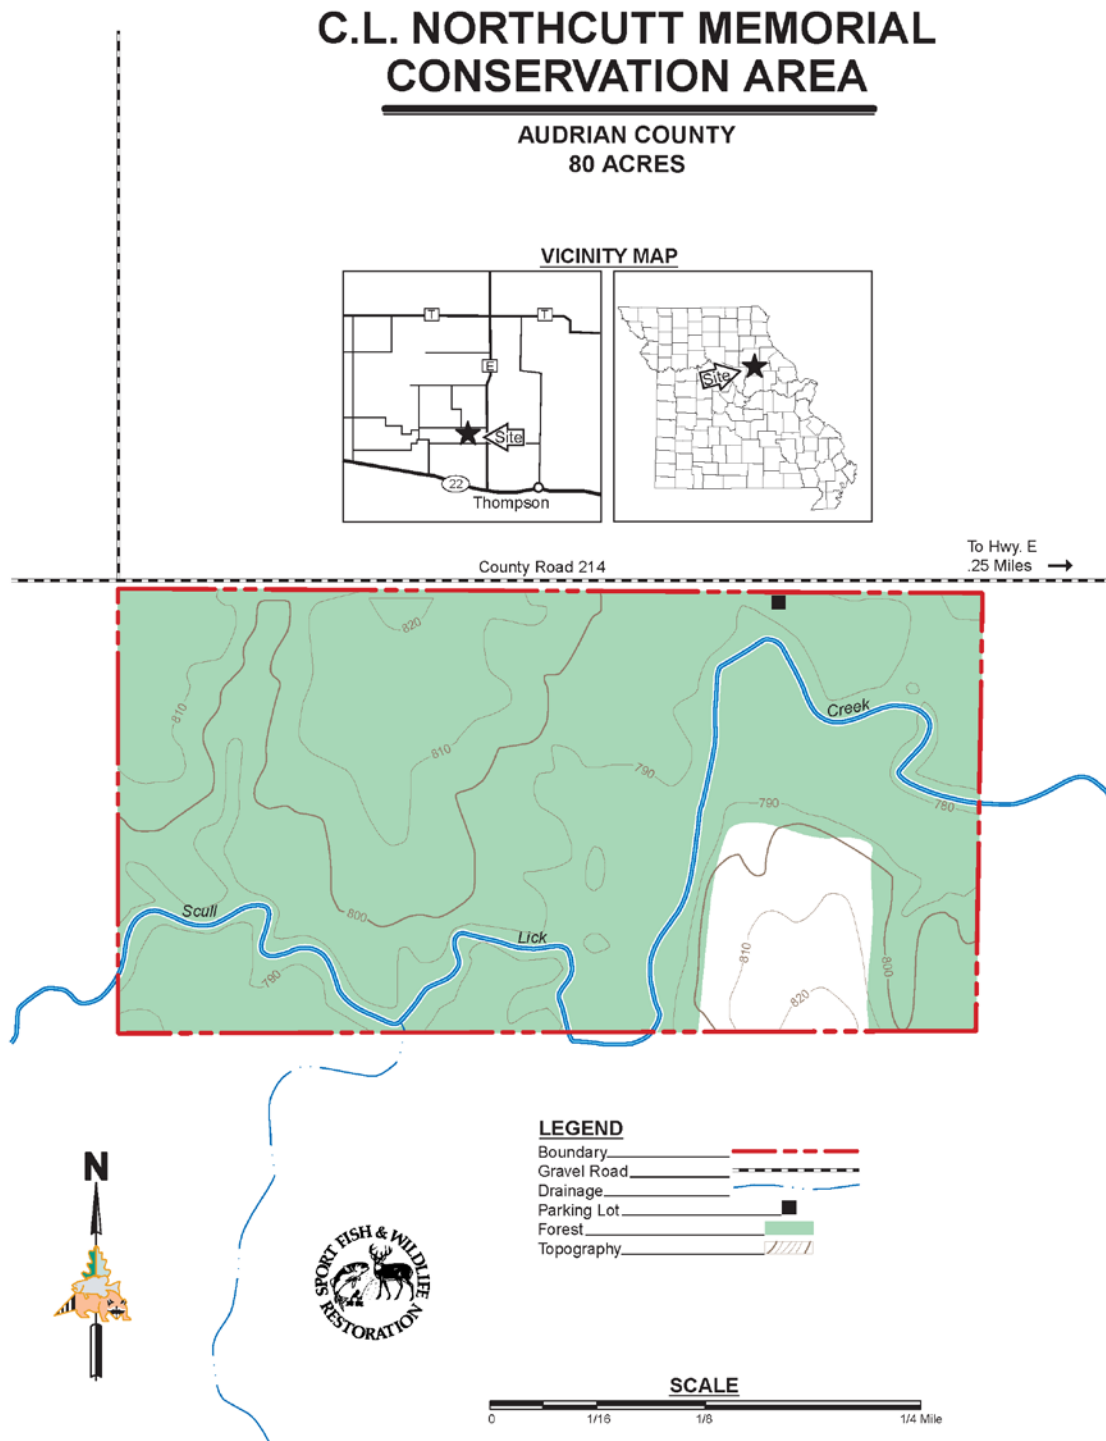 C.L. NORTHCUTT MEMORIAL
CONSERVATION AREA
AUDRIAN COUNTY
80 ACRES
VICINITY MAP
T
T
E
Site
22
Thompson
Site
County Road 214
To Hwy. E
.25 Miles
820
810
810
790
Creek
780
790
800
Scull
Lick
790
810
800
820
N
LEGEND
Boundary
Gravel Road
Drainage
Parking Lot
Forest
Topography
SPORT FISH & WILDLIFE
RESTORATION
SCALE
0 1/16 1/8 1/4 Mile